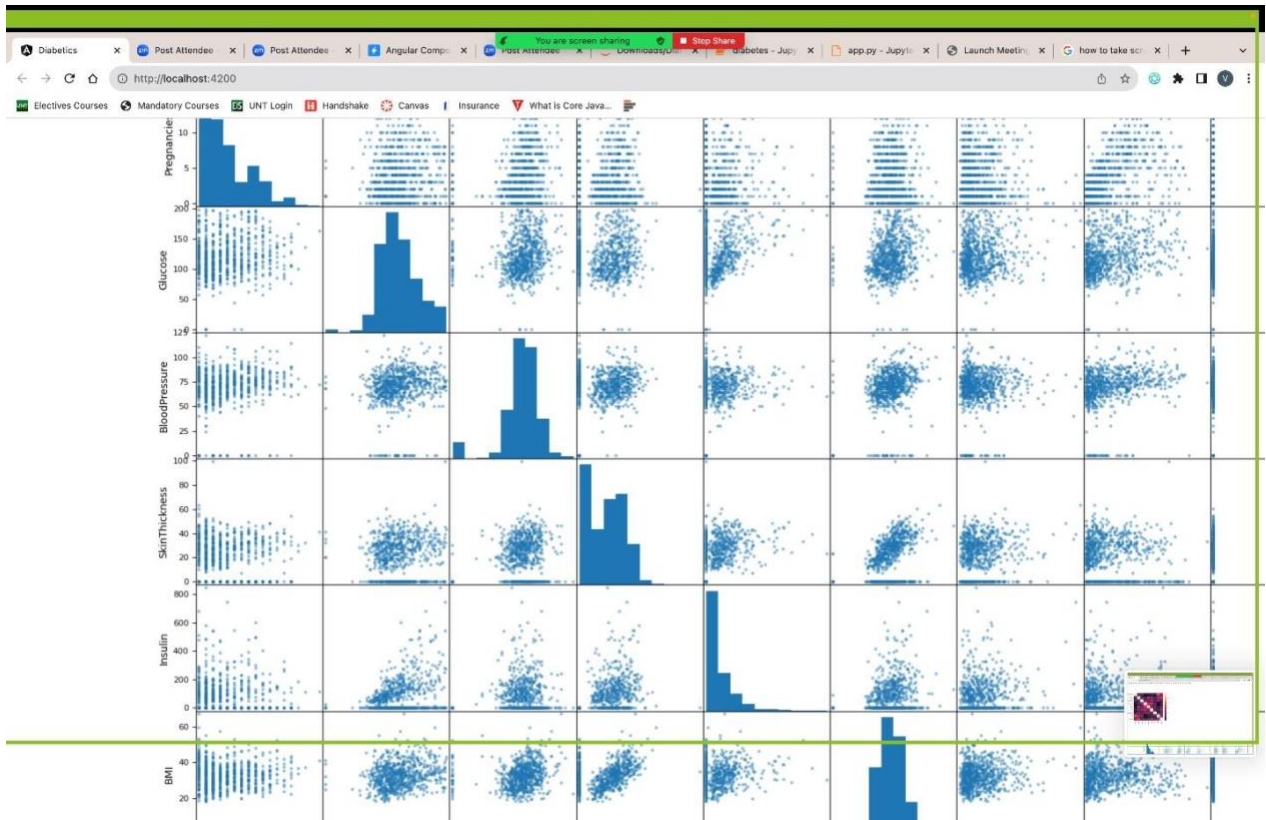 You are screen sharing Stop Share
Diabetics Post Attendee Post Attendee Angular Compo Post Attendee diabetes - Jupy app.py - Jupyte Launch Meeting how to take scr
http://localhost:4200 V
UNT Electives Courses Mandatory Courses DS UNT Login Handshake Canvas Insurance What is Core Java...
Pregnancies
10
5
0
Glucose
200
150
100
50
0
BloodPressure
125
100
75
50
25
0
SkinThickness
100
80
60
40
20
0
Insulin
800
600
400
200
0
BMI
60
40
20